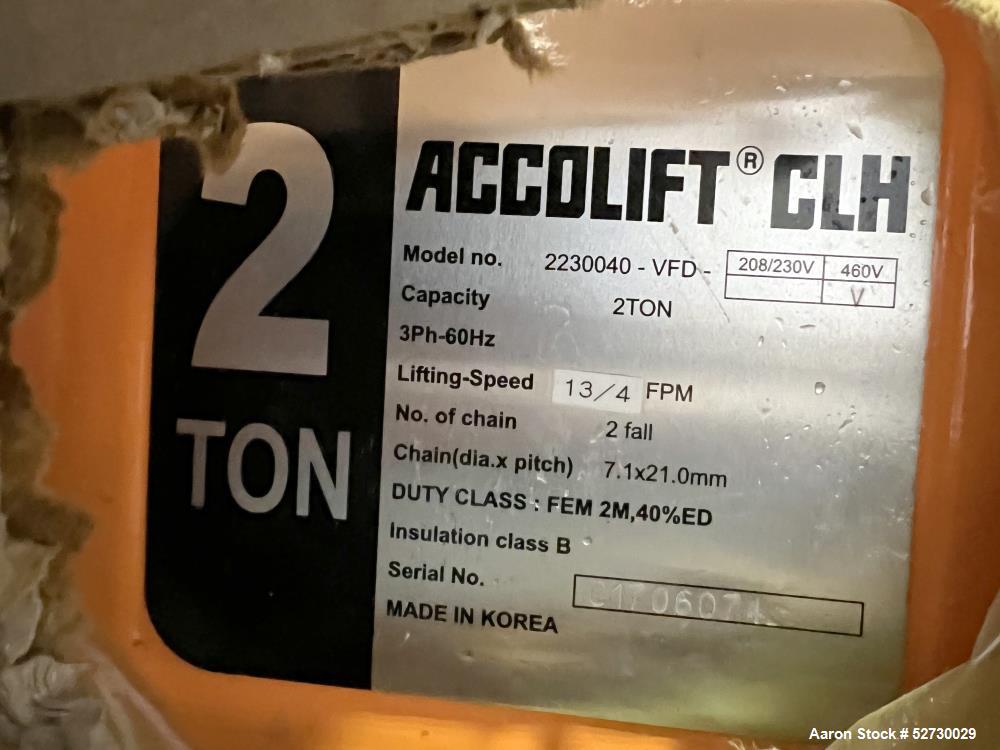 2
TON
ACCOLIFT® CLH
Model no. 2230040 - VFD - 208/230V 460V
V
Capacity 2TON
3Ph-60Hz
Lifting-Speed 13/4 FPM
No. of chain 2 fall
Chain(dia.x pitch) 7.1x21.0mm
DUTY CLASS : FEM 2M,40%ED
Insulation class B
Serial No.
MADE IN KOREA
Aaron Stock # 52730029